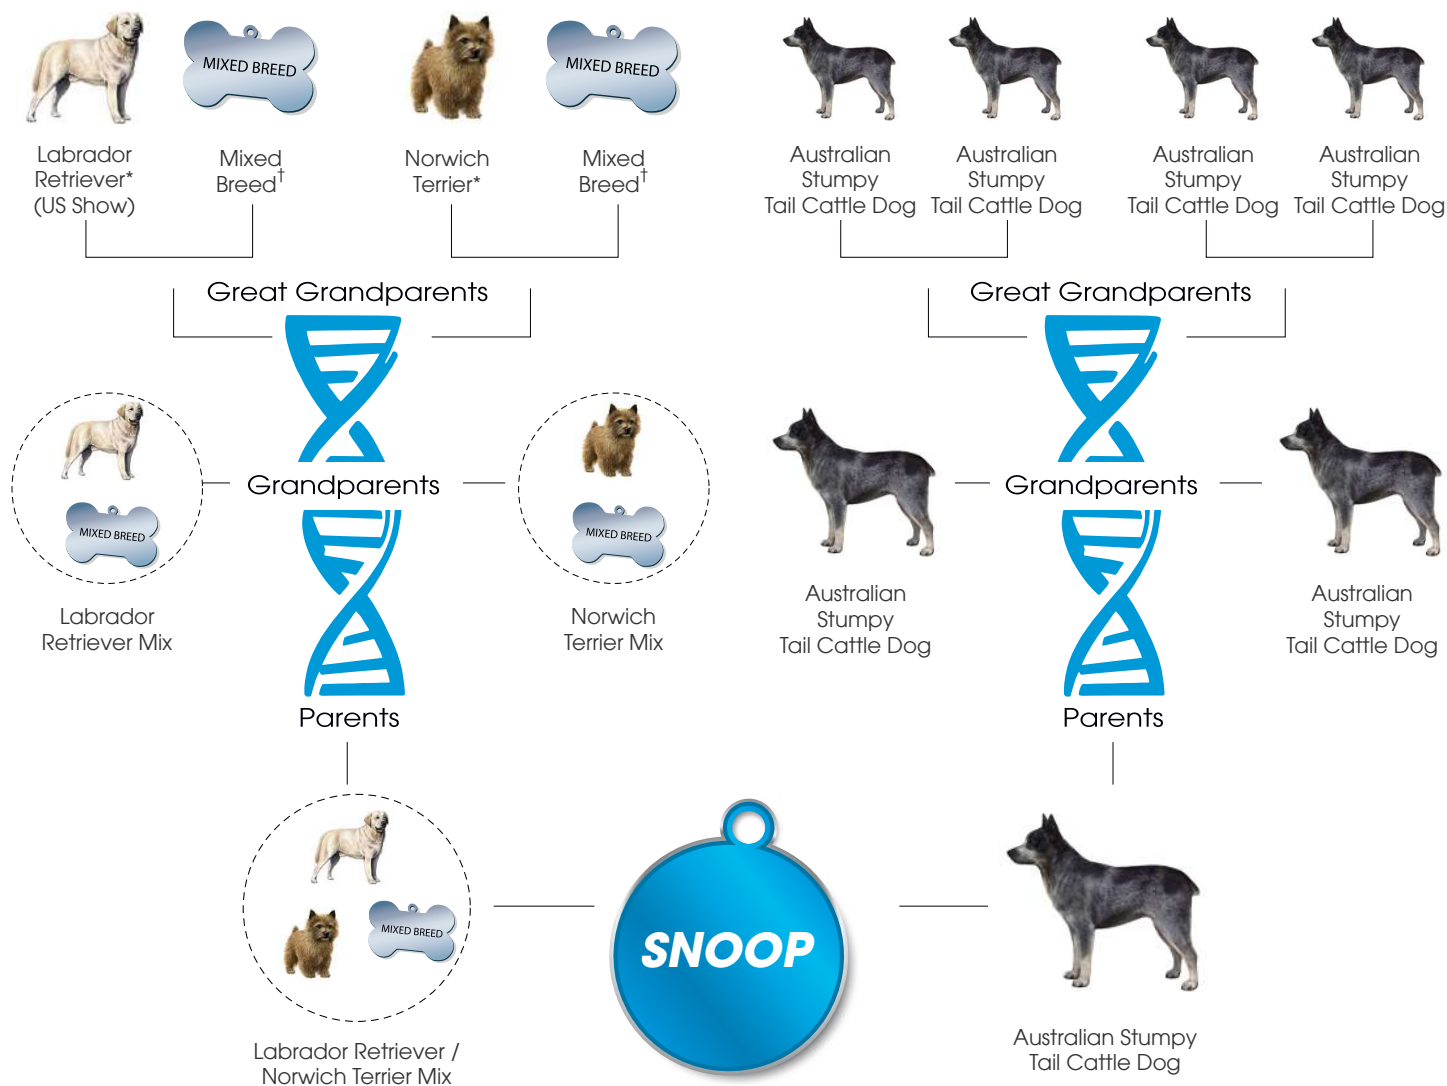 MIXED BREED
MIXED BREED
Labrador
Retriever*
(US Show)
Mixed
Breed†
Norwich
Terrier*
Mixed
Breed†
Australian
Stumpy
Tail Cattle Dog
Australian
Stumpy
Tail Cattle Dog
Australian
Stumpy
Tail Cattle Dog
Australian
Stumpy
Tail Cattle Dog
Great Grandparents
Great Grandparents
MIXED BREED
Labrador
Retriever Mix
Grandparents
MIXED BREED
Norwich
Terrier Mix
Australian
Stumpy
Tail Cattle Dog
Grandparents
Australian
Stumpy
Tail Cattle Dog
Parents
Parents
MIXED BREED
Labrador Retriever /
Norwich Terrier Mix
SNOOP
Australian Stumpy
Tail Cattle Dog